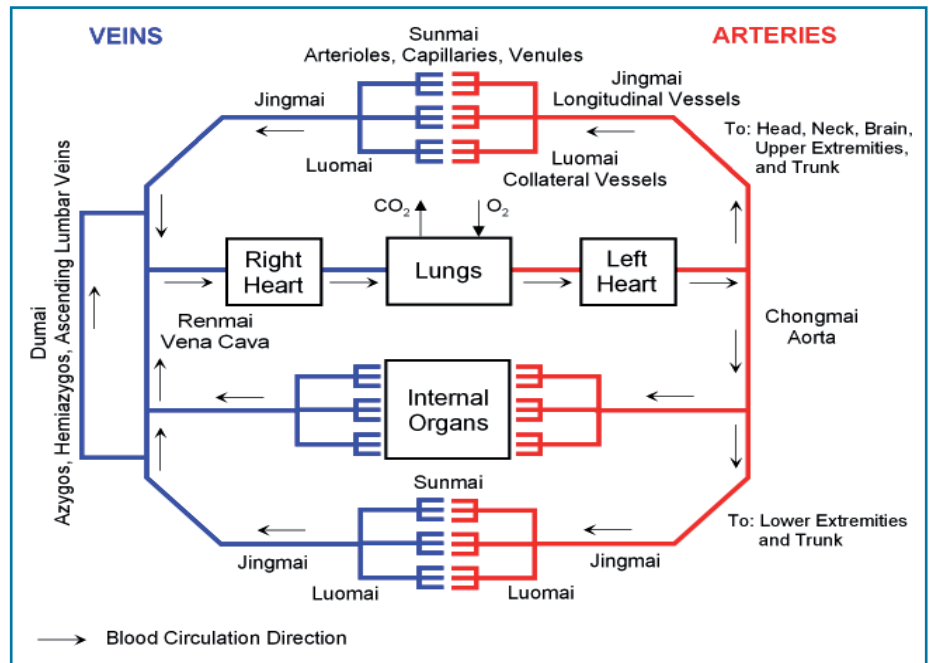 VEINS
Sunmai
Arterioles, Capillaries, Venules
ARTERIES
Jingmai
Jingmai
Longitudinal Vessels
To: Head, Neck, Brain,
Upper Extremities,
and Trunk
Luomai
Luomai
Collateral Vessels
CO₂
O₂
Right
Heart
Lungs
Left
Heart
Dumai
Azygos, Hemiazygos, Ascending Lumbar Veins
Renmai
Vena Cava
Chongmai
Aorta
Internal
Organs
Sunmai
To: Lower Extremities
and Trunk
Jingmai
Jingmai
Luomai
Luomai
Blood Circulation Direction